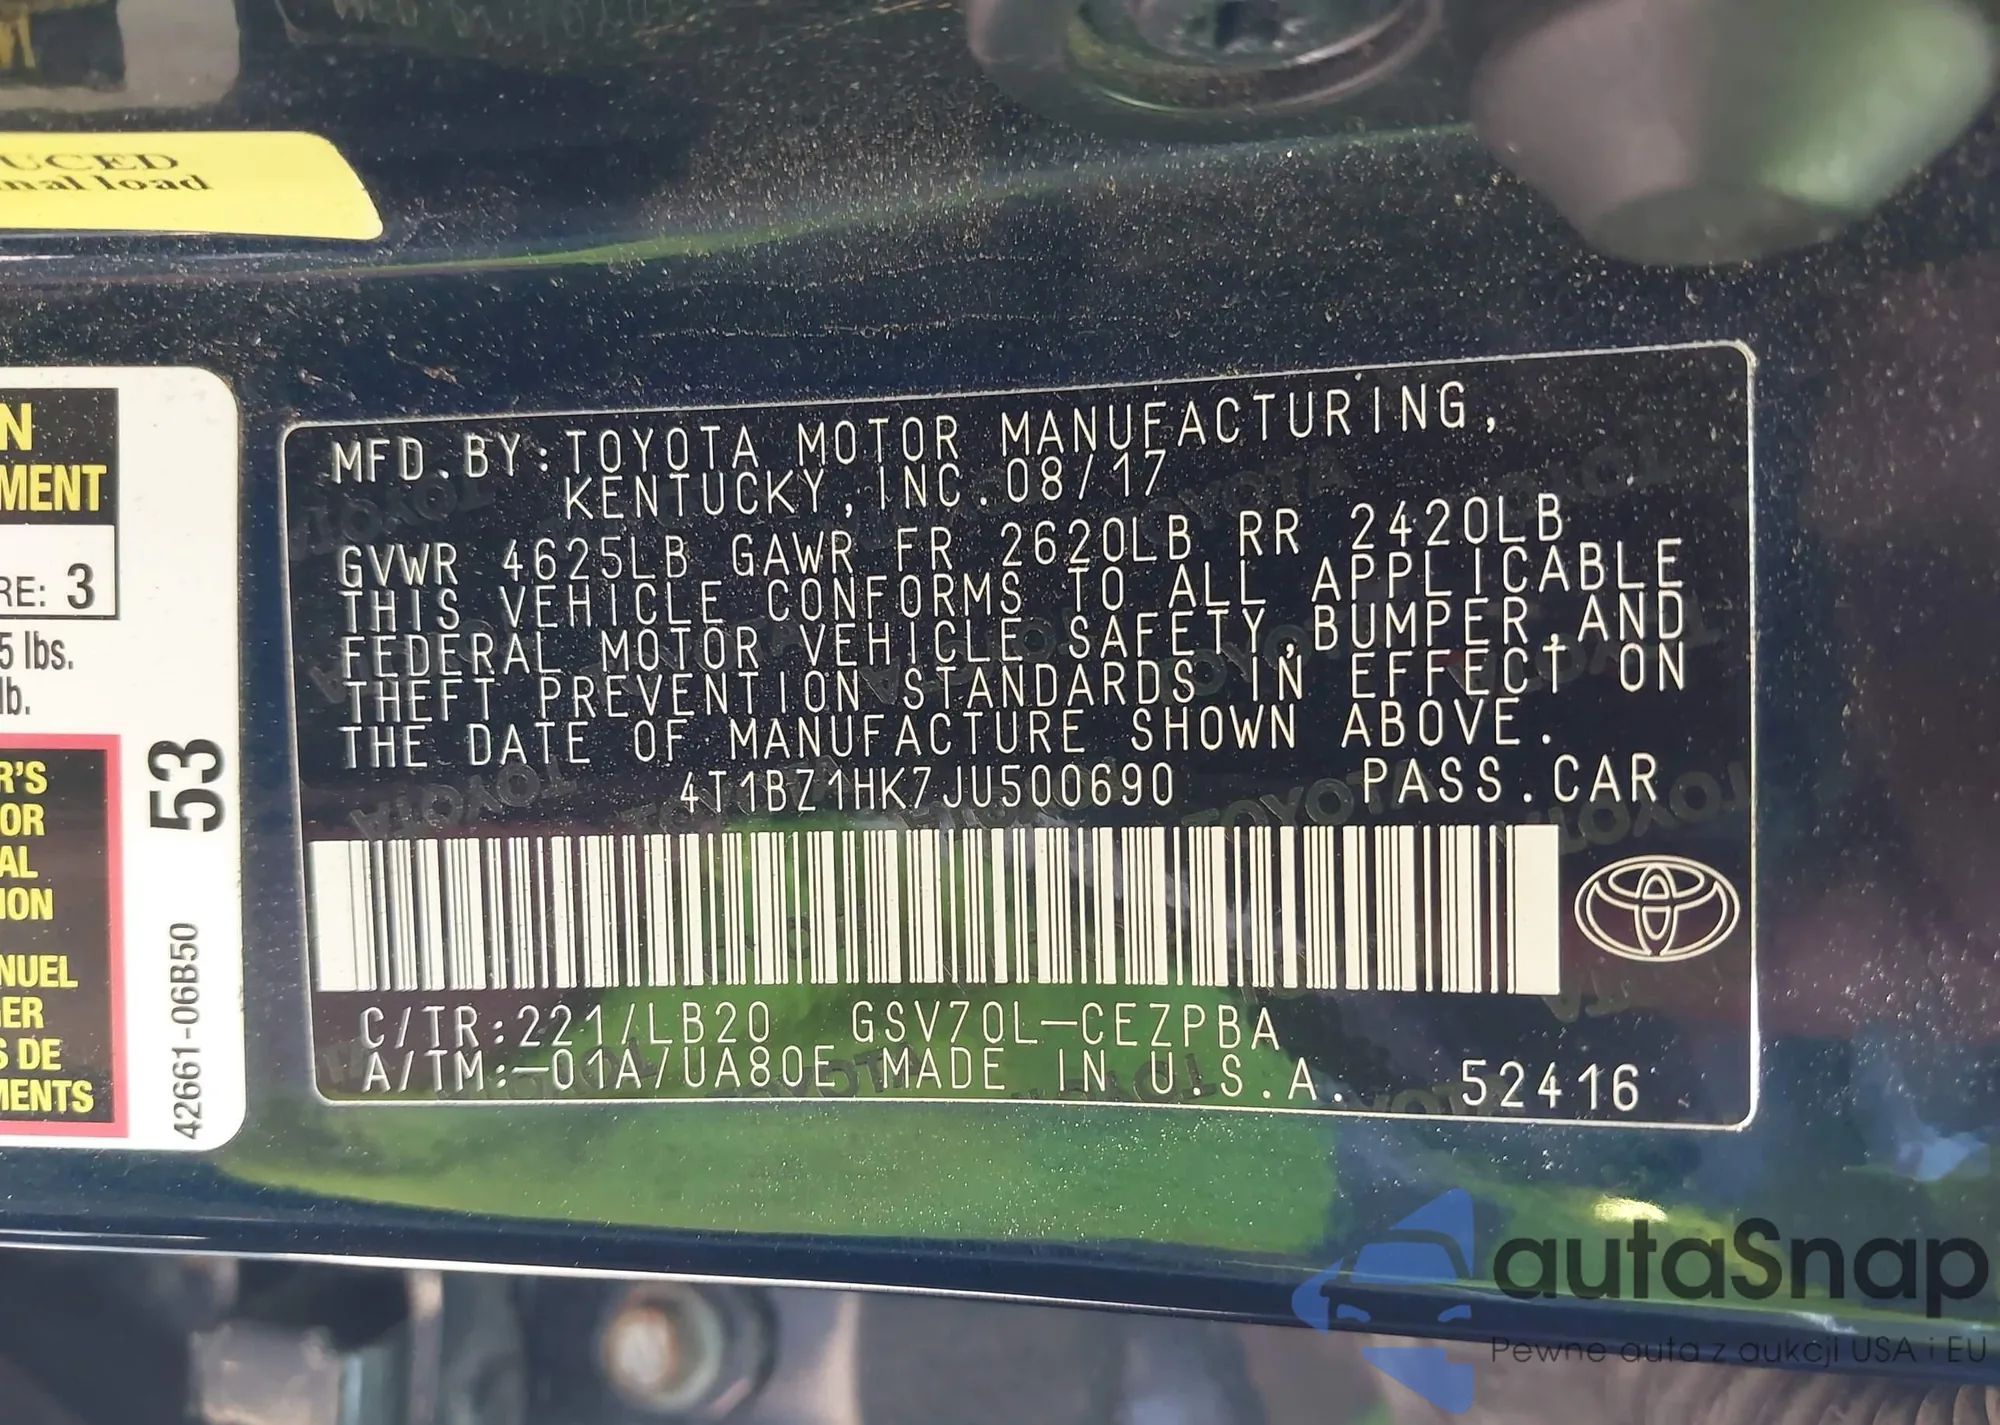 UCED
nal load
N
MENT
RE: 3
5 lbs.
lb.
R'S
OR
AL
ION
NUEL
ER
S DE
MENTS
53
42661-06B50
MFD.BY:TOYOTA MOTOR MANUFACTURING,
KENTUCKY,INC.08/17
GVWR 4625LB GAWR FR 2620LB RR 2420LB
THIS VEHICLE CONFORMS TO ALL APPLICABLE
FEDERAL MOTOR VEHICLE SAFETY,BUMPER,AND
THEFT PREVENTION STANDARDS IN EFFECT ON
THE DATE OF MANUFACTURE SHOWN ABOVE.
4T1BZ1HK7JU500690 PASS.CAR
C/TR:221/LB20 GSV70L-CEZPBA
A/TM:-01A/UA80E MADE IN U.S.A. 52416
autaSnap
Pewne auta z aukcji USA i EU